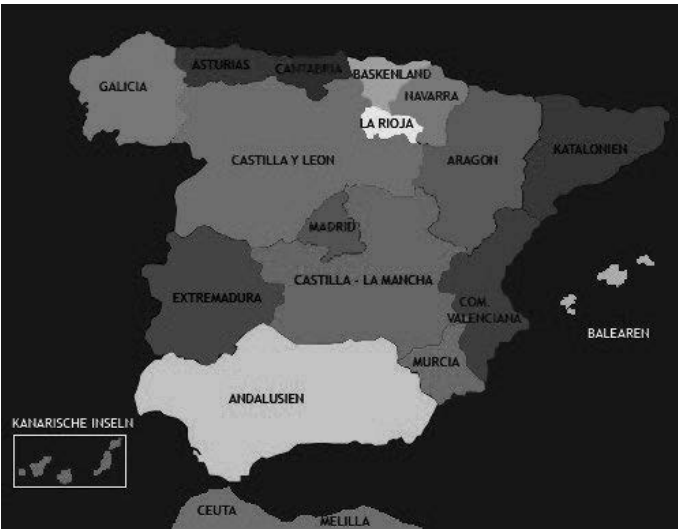 ASTURIAS
CANTABRIA
BASKENLAND
GALICIA
NAVARRA
LA RIOJA
CASTILLA Y LEON
ARAGON
KATALONIEN
MADRID
CASTILLA - LA MANCHA
EXTREMADURA
COM.
VALENCIANA
BALEAREN
MURCIA
ANDALUSIEN
KANARISCHE INSELN
CEUTA
MELILLA